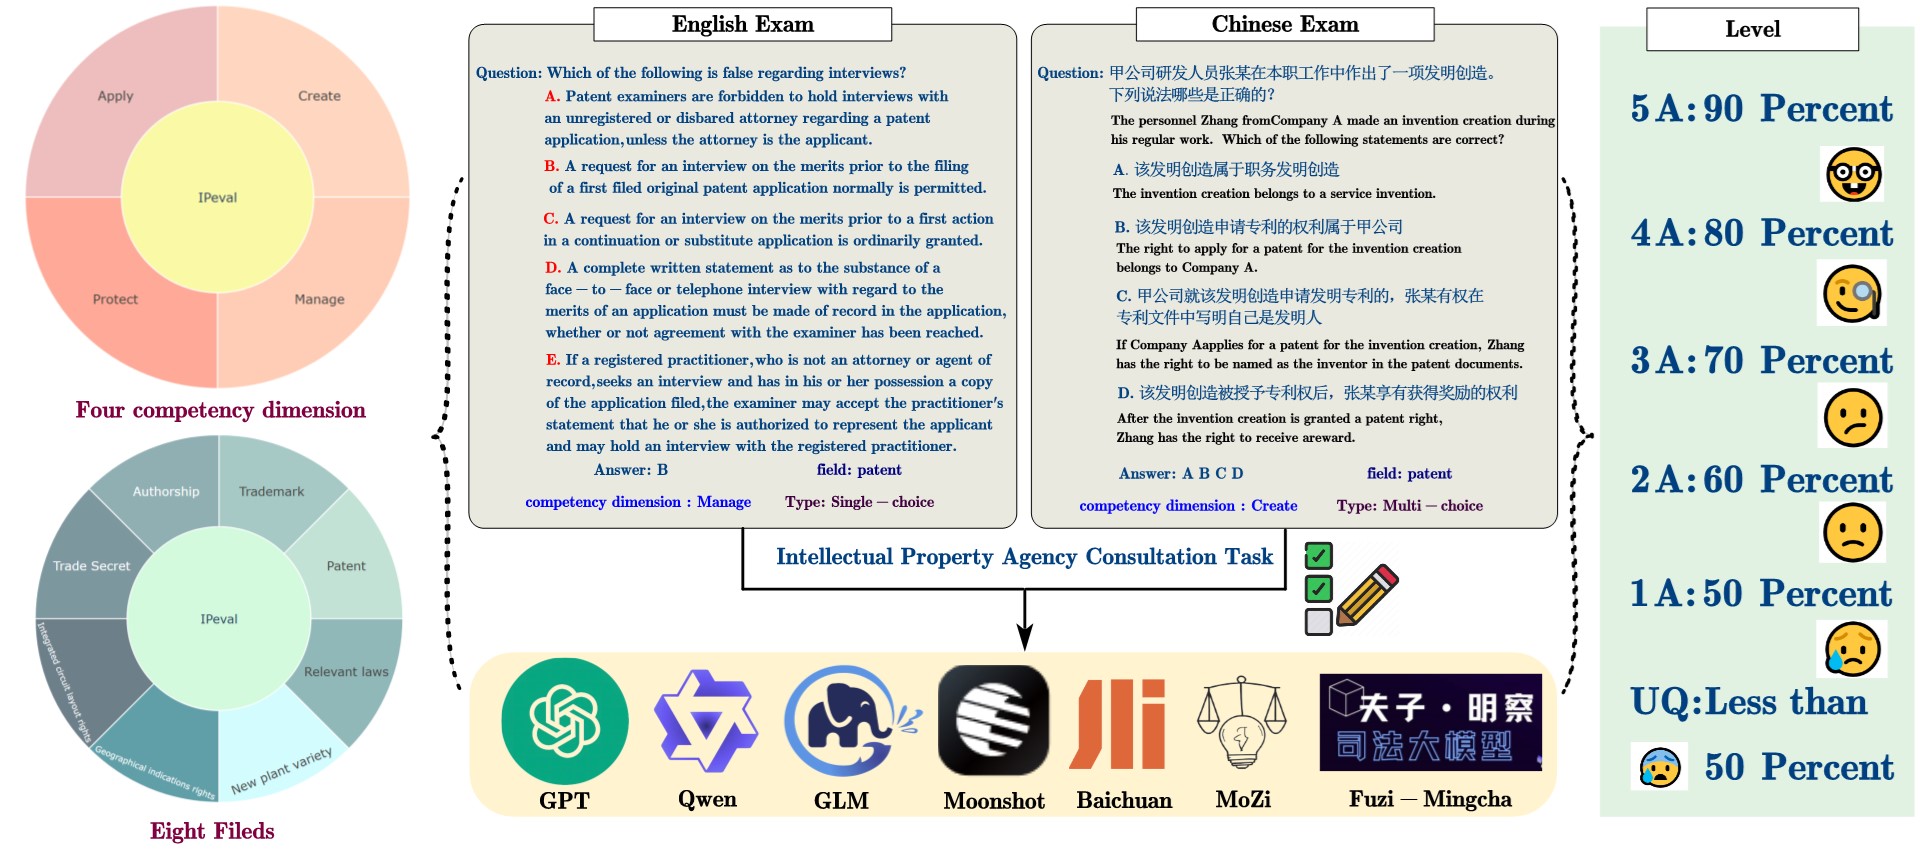 Apply
Create
IPeval
Protect
Manage
Four competency dimension
Authorship
Trademark
Trade Secret
Patent
IPeval
Integrated circuit layout rights
Relevant laws
Geographical indications rights
New plant variety
Eight Fileds
English Exam
Question: Which of the following is false regarding interviews?
A. Patent examiners are forbidden to hold interviews with
an unregistered or disbared attorney regarding a patent
application,unless the attorney is the applicant.
B. A request for an interview on the merits prior to the filing
of a first filed original patent application normally is permitted.
C. A request for an interview on the merits prior to a first action
in a continuation or substitute application is ordinarily granted.
D. A complete written statement as to the substance of a
face — to — face or telephone interview with regard to the
merits of an application must be made of record in the application,
whether or not agreement with the examiner has been reached.
E. If a registered practitioner,who is not an attorney or agent of
record,seeks an interview and has in his or her possession a copy
of the application filed,the examiner may accept the practitioner's
statement that he or she is authorized to represent the applicant
and may hold an interview with the registered practitioner.
Answer: B field: patent
competency dimension : Manage Type: Single — choice
Chinese Exam
Question: 甲公司研发人员张某在本职工作中作出了一项发明创造。
下列说法哪些是正确的？
The personnel Zhang fromCompany A made an invention creation during
his regular work. Which of the following statements are correct?
A. 该发明创造属于职务发明创造
The invention creation belongs to a service invention.
B. 该发明创造申请专利的权利属于甲公司
The right to apply for a patent for the invention creation
belongs to Company A.
C. 甲公司就该发明创造申请发明专利的，张某有权在
专利文件中写明自己是发明人
If Company Aapplies for a patent for the invention creation, Zhang
has the right to be named as the inventor in the patent documents.
D. 该发明创造被授予专利权后，张某享有获得奖励的权利
After the invention creation is granted a patent right,
Zhang has the right to receive areward.
Answer: A B C D field: patent
competency dimension : Create Type: Multi — choice
Intellectual Property Agency Consultation Task
夫子·明察
司法大模型
GPT
Qwen
GLM
Moonshot
Baichuan
MoZi
Fuzi — Mingcha
Level
5 A: 90 Percent
4 A: 80 Percent
3 A: 70 Percent
2 A: 60 Percent
1 A: 50 Percent
UQ:Less than
50 Percent